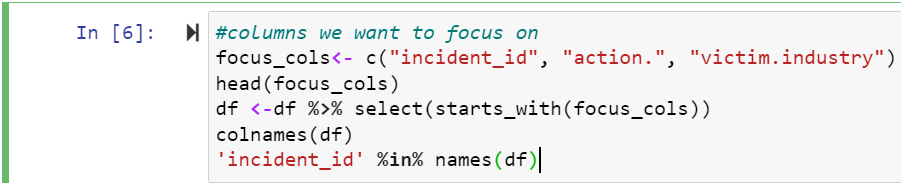 In [6]:
#columns we want to focus on
focus_cols<- c("incident_id", "action.", "victim.industry")
head(focus_cols)
df <-df %>% select(starts_with(focus_cols))
colnames(df)
'incident_id' %in% names(df)